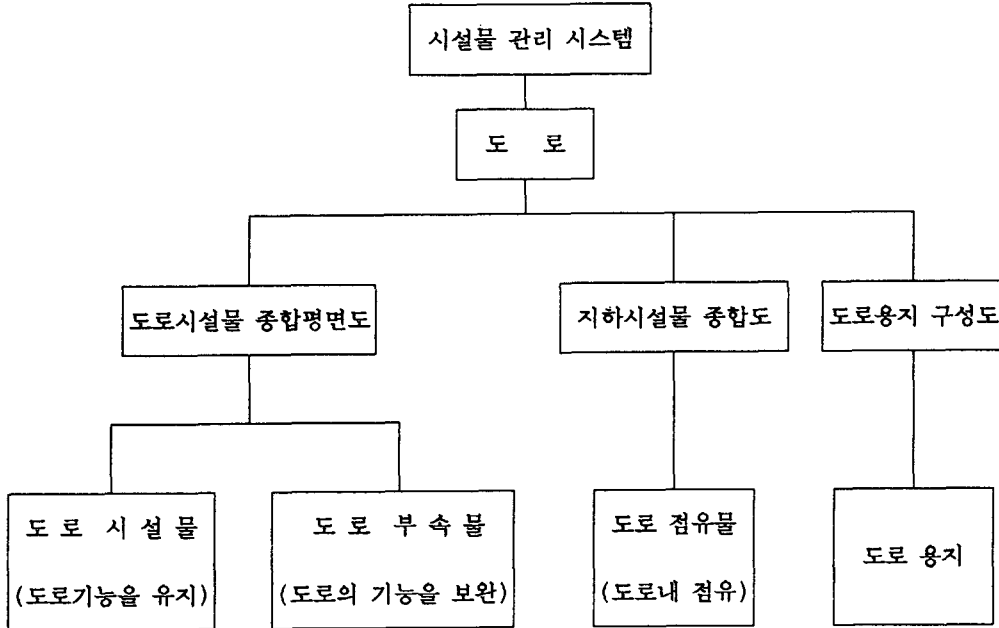 시설물 관리 시스템
도 로
도로시설물 종합평면도
지하시설물 종합도
도로용지 구성도
도 로 시 설 물
(도로기능을 유지)
도 로 부 속 물
(도로의 기능을 보완)
도로 점유물
(도로내 점유)
도로 용지